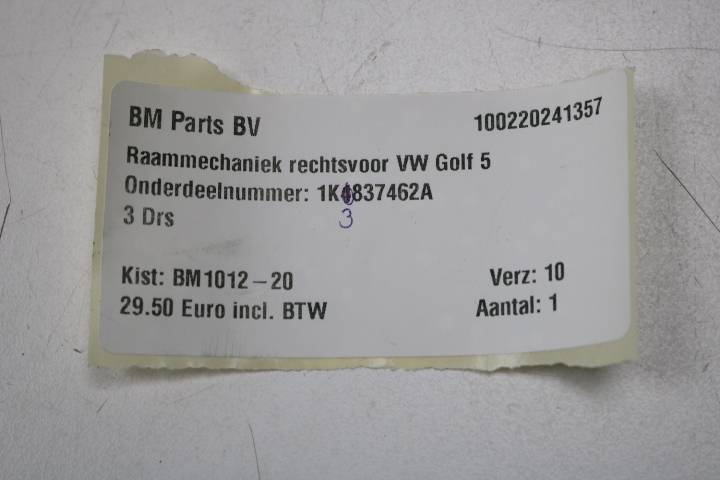 BM Parts BV
100220241357
Raammechaniek rechtsvoor VW Golf 5
Onderdeelnummer: 1K4837462A
3 Drs
3
Kist: BM1012-20
Verz: 10
29.50 Euro incl. BTW
Aantal: 1